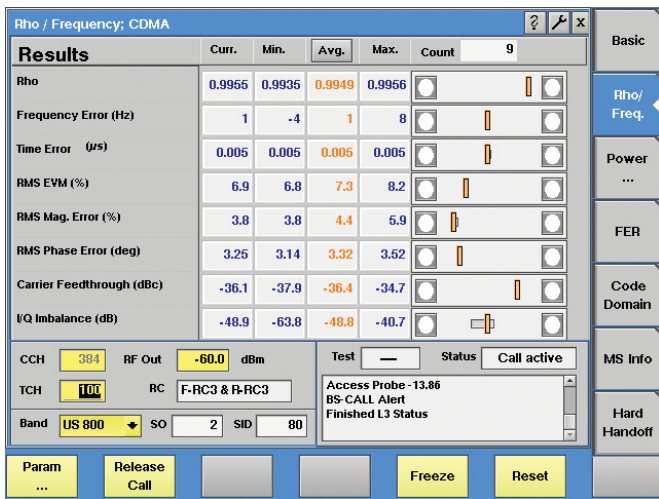 Rho / Frequency; CDMA ? x
Results Curr. Min. Avg. Max. Count 9
Rho 0.9955 0.9935 0.9949 0.9956
Frequency Error (Hz) 1 -4 1 8
Time Error (µs) 0.005 0.005 0.005 0.005
RMS EVM (%) 6.9 6.8 7.3 8.2
RMS Mag. Error (%) 3.8 3.8 4.4 5.9
RMS Phase Error (deg) 3.25 3.14 3.32 3.52
Carrier Feedthrough (dBc) -36.1 -37.9 -36.4 -34.7
I/Q Imbalance (dB) -48.9 -63.8 -48.8 -40.7
CCH 384 RF Out -60.0 dBm
TCH 100 RC F-RC3 & R-RC3
Band US 800 SO 2 SID 80
Test — Status Call active
Access Probe -13.86
BS-CALL Alert
Finished L3 Status
Param
...
Release
Call
Freeze
Reset
Basic
Rho/
Freq.
Power
...
FER
Code
Domain
MS Info
Hard
Handoff